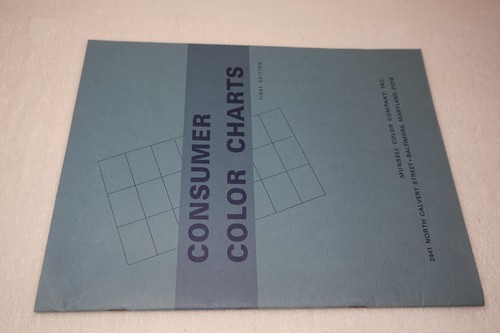 CONSUMER
COLOR CHARTS
FIRST EDITION
MUNSELL COLOR COMPANY, INC.
2441 NORTH CALVERT STREET • BALTIMORE, MARYLAND 21218